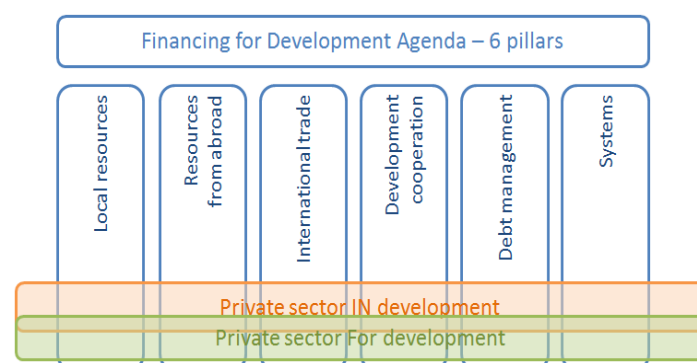 Financing for Development Agenda – 6 pillars
Local resources
Resources
from abroad
International trade
Development
cooperation
Debt management
Systems
Private sector IN development
Private sector For development